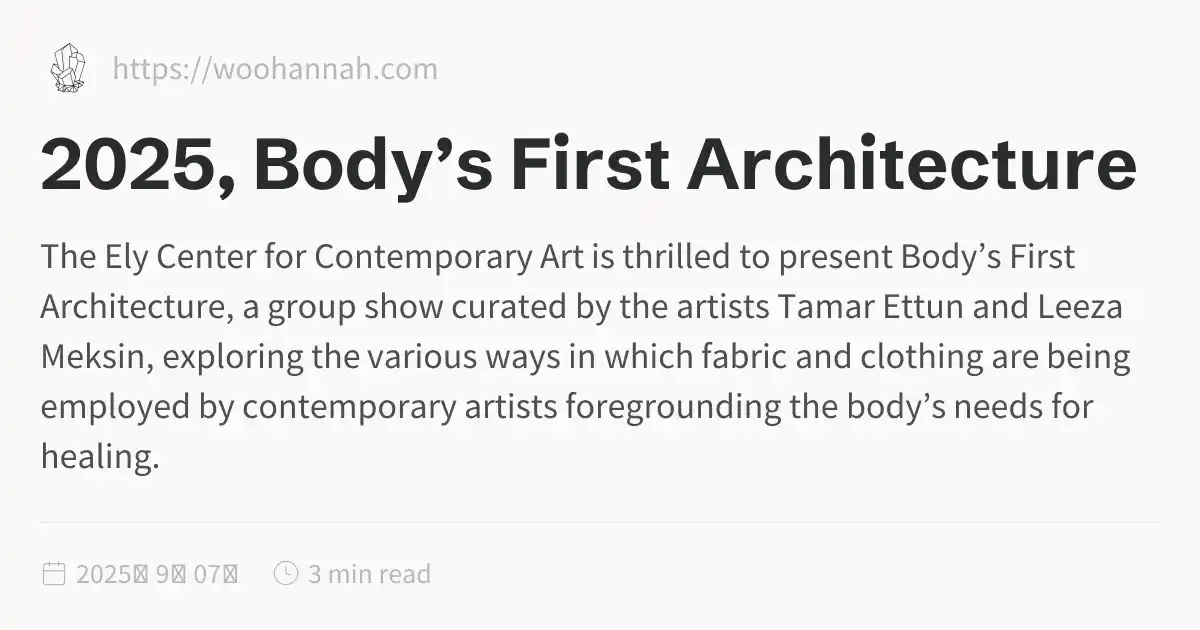 https://woohannah.com
2025, Body’s First Architecture
The Ely Center for Contemporary Art is thrilled to present Body’s First
Architecture, a group show curated by the artists Tamar Ettun and Leeza
Meksin, exploring the various ways in which fabric and clothing are being
employed by contemporary artists foregrounding the body’s needs for
healing.
2025 9 07
3 min read